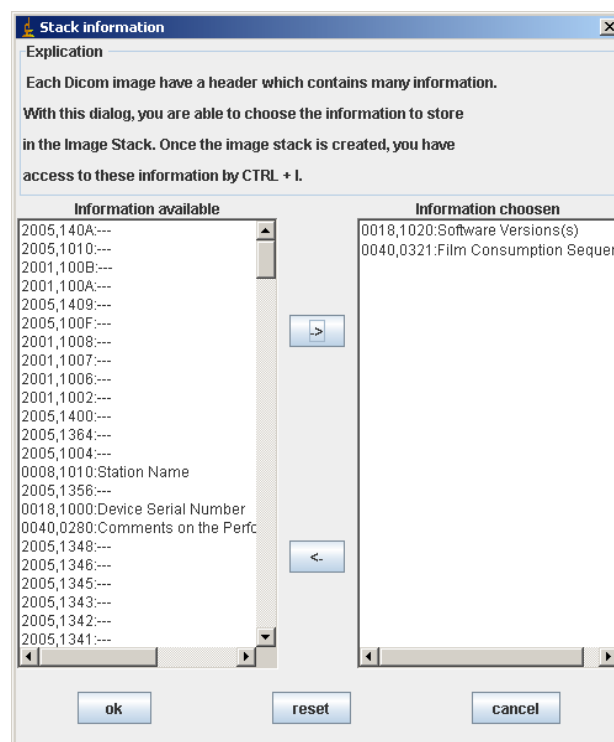 Stack information
Explication
Each Dicom image have a header which contains many information.
With this dialog, you are able to choose the information to store
in the Image Stack. Once the image stack is created, you have
access to these information by CTRL + I.
Information available
2005,140A:---
2005,1010:---
2001,100B:---
2001,100A:---
2005,1409:---
2005,100F:---
2001,1008:---
2001,1007:---
2001,1006:---
2001,1002:---
2005,1400:---
2005,1364:---
2005,1004:---
0008,1010:Station Name
2005,1356:---
0018,1000:Device Serial Number
0040,0280:Comments on the Perfo
2005,1348:---
2005,1346:---
2005,1345:---
2005,1343:---
2005,1342:---
2005,1341:---
->
<-
Information choosen
0018,1020:Software Versions(s)
0040,0321:Film Consumption Sequer
ok
reset
cancel